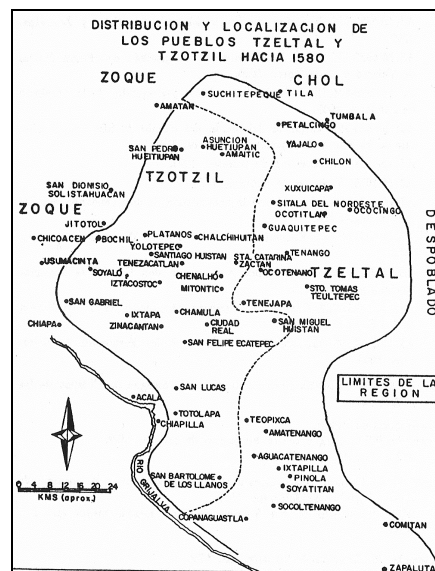 DISTRIBUCION Y LOCALIZACION DE
LOS PUEBLOS TZELTAL Y
TZOTZIL HACIA 1580
ZOQUE
CHOL
SUCHITEPEQUE
TILA
AMATAN
TUMBALA
PETALCINGO
ASUNCION
HUETIUPAN
YAJALO
SAN PEDRO
HUEITIUPAN
AMAITIC
CHILON
TZOTZIL
SAN DIONISIO
SOLISTAHUACAN
XUXUICAPA
SITALA DEL NORDESTE
ZOQUE
OCOTITLAN
OCOCINGO
JITOTOL
GUAQUITEPEC
DESPOBLADO
CHICOACEN
BOCHIL
PLATANOS
CHALCHIHUITAN
YOLOTEPEC
SANTIAGO HUISTAN
STA. CATARINA
TENANGO
USUMACINTA
TENEZACATLAN
ZACTAN
OCOTENANO
TZELTAL
SOYALÓ
CHENALHÓ
IZTACOSTOC
MITONTIC
STO. TOMAS
TEULTEPEC
SAN GABRIEL
TENEJAPA
IXTAPA
CHAMULA
CHIAPA
ZINACANTAN
CIUDAD
REAL
SAN MIGUEL
HUISTAN
SAN FELIPE ECATEPEC
LIMITES DE LA
REGION
SAN LUCAS
ACALA
TOTOLAPA
CHIAPILLA
TEOPIXCA
AMATENANGO
AGUACATENANGO
RIO GRIJALVA
SAN BARTOLOME
DE LOS LLANOS
IXTAPILLA
PINOLA
SOYATITAN
0 4 8 12 16 20 24
KMS (aprox.)
SOCOLTENANGO
COPANAGUASTLA
COMITAN
ZAPALUTA